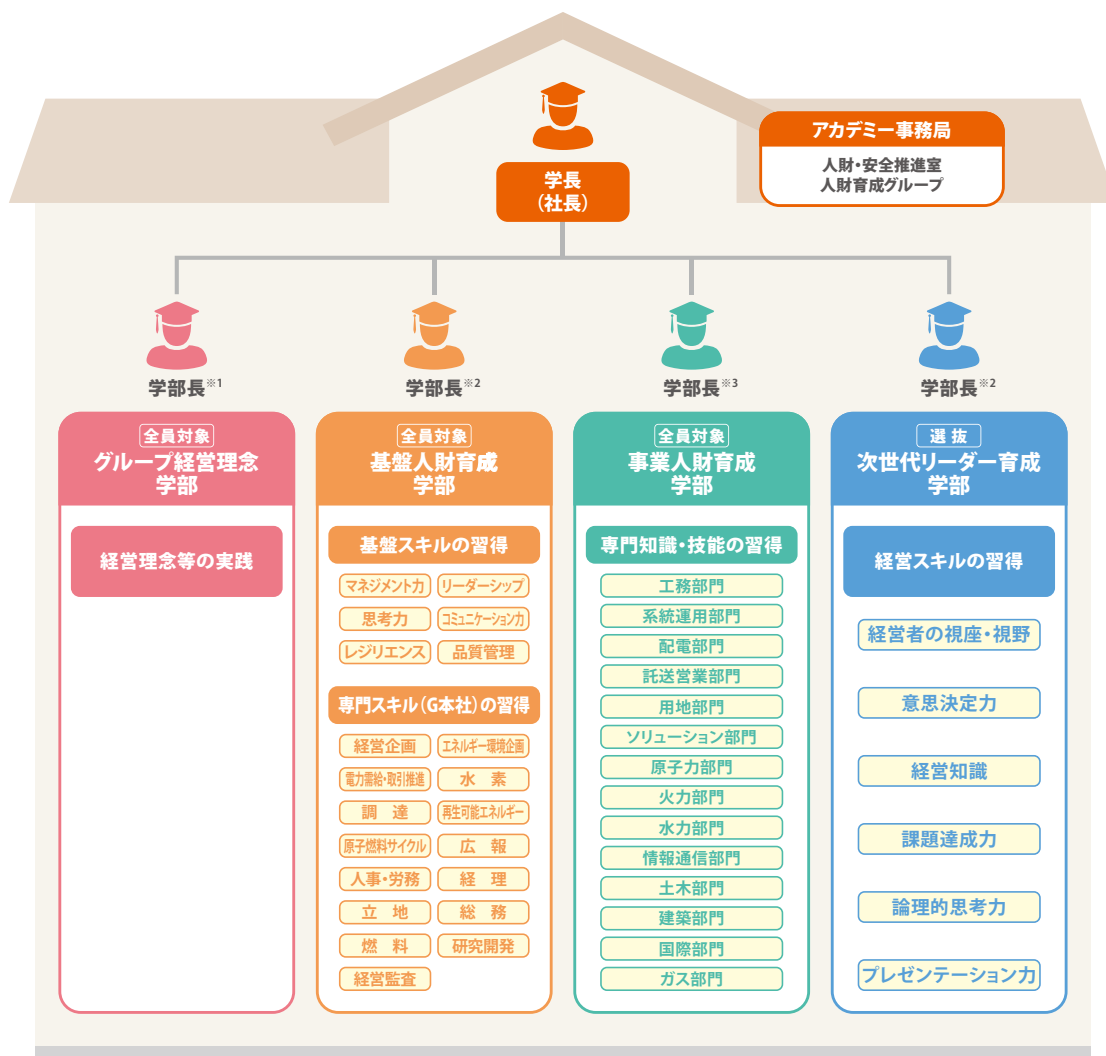 アカデミー事務局
人財・安全推進室
人財育成グループ
学長
(社長)
学部長※1
学部長※2
学部長※3
学部長※2
全員対象
グループ経営理念
学部
経営理念等の実践
全員対象
基盤人財育成
学部
基盤スキルの習得
マネジメント力 リーダーシップ
思考力 コミュニケーション力
レジリエンス 品質管理
専門スキル(G本社)の習得
経営企画 エネルギー環境企画
電力需給・取引推進 水素
調達 再生可能エネルギー
原子燃料サイクル 広報
人事・労務 経理
立地 総務
燃料 研究開発
経営監査
全員対象
事業人財育成
学部
専門知識・技能の習得
工務部門
系統運用部門
配電部門
託送営業部門
用地部門
ソリューション部門
原子力部門
火力部門
水力部門
情報通信部門
土木部門
建築部門
国際部門
ガス部門
選抜
次世代リーダー育成
学部
経営スキルの習得
経営者の視座・視野
意思決定力
経営知識
課題達成力
論理的思考力
プレゼンテーション力